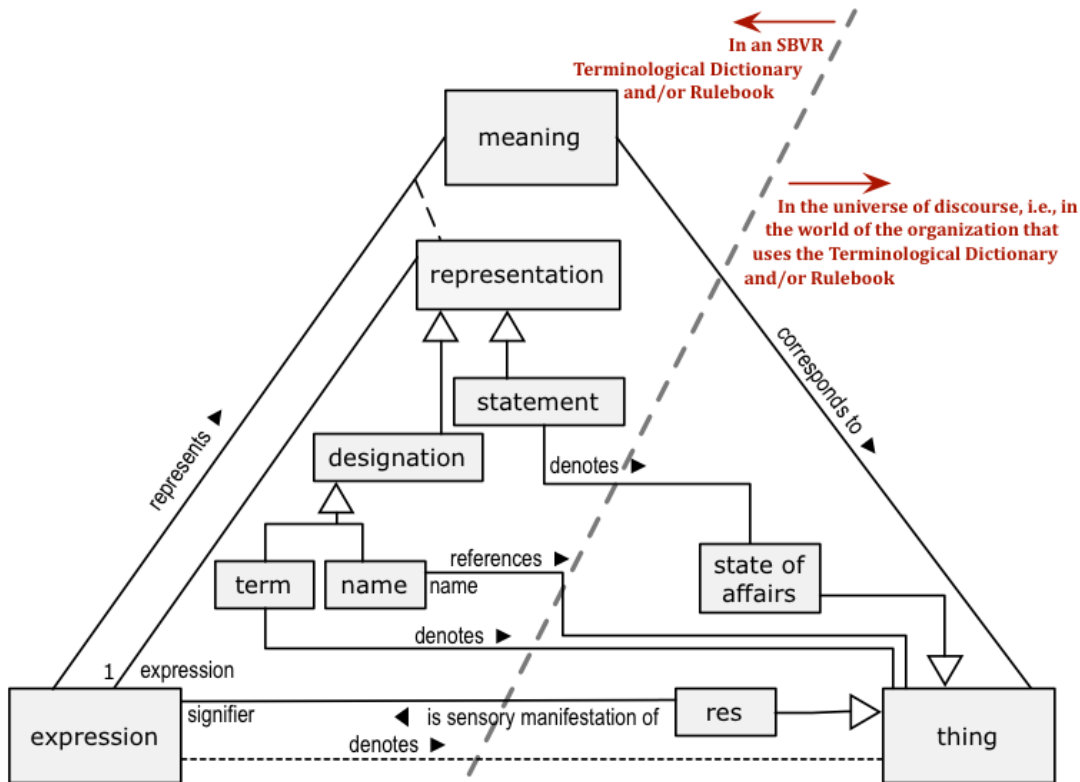 In an SBVR
Terminological Dictionary
and/or Rulebook
meaning
In the universe of discourse, i.e., in
the world of the organization that
uses the Terminological Dictionary
and/or Rulebook
representation
corresponds to ▶
statement
represents ▶
designation
denotes ▶
references ▶
term
name
name
state of
affairs
denotes ▶
1
expression
expression
signifier
◀ is sensory manifestation of
res
thing
denotes ▶